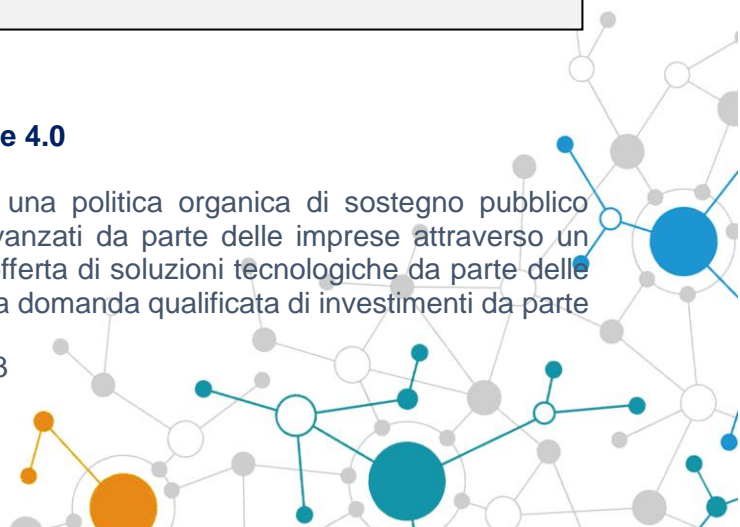 e 4.0
una politica organica di sostegno pubblico
vanzati da parte delle imprese attraverso un
fferta di soluzioni tecnologiche da parte delle
a domanda qualificata di investimenti da parte